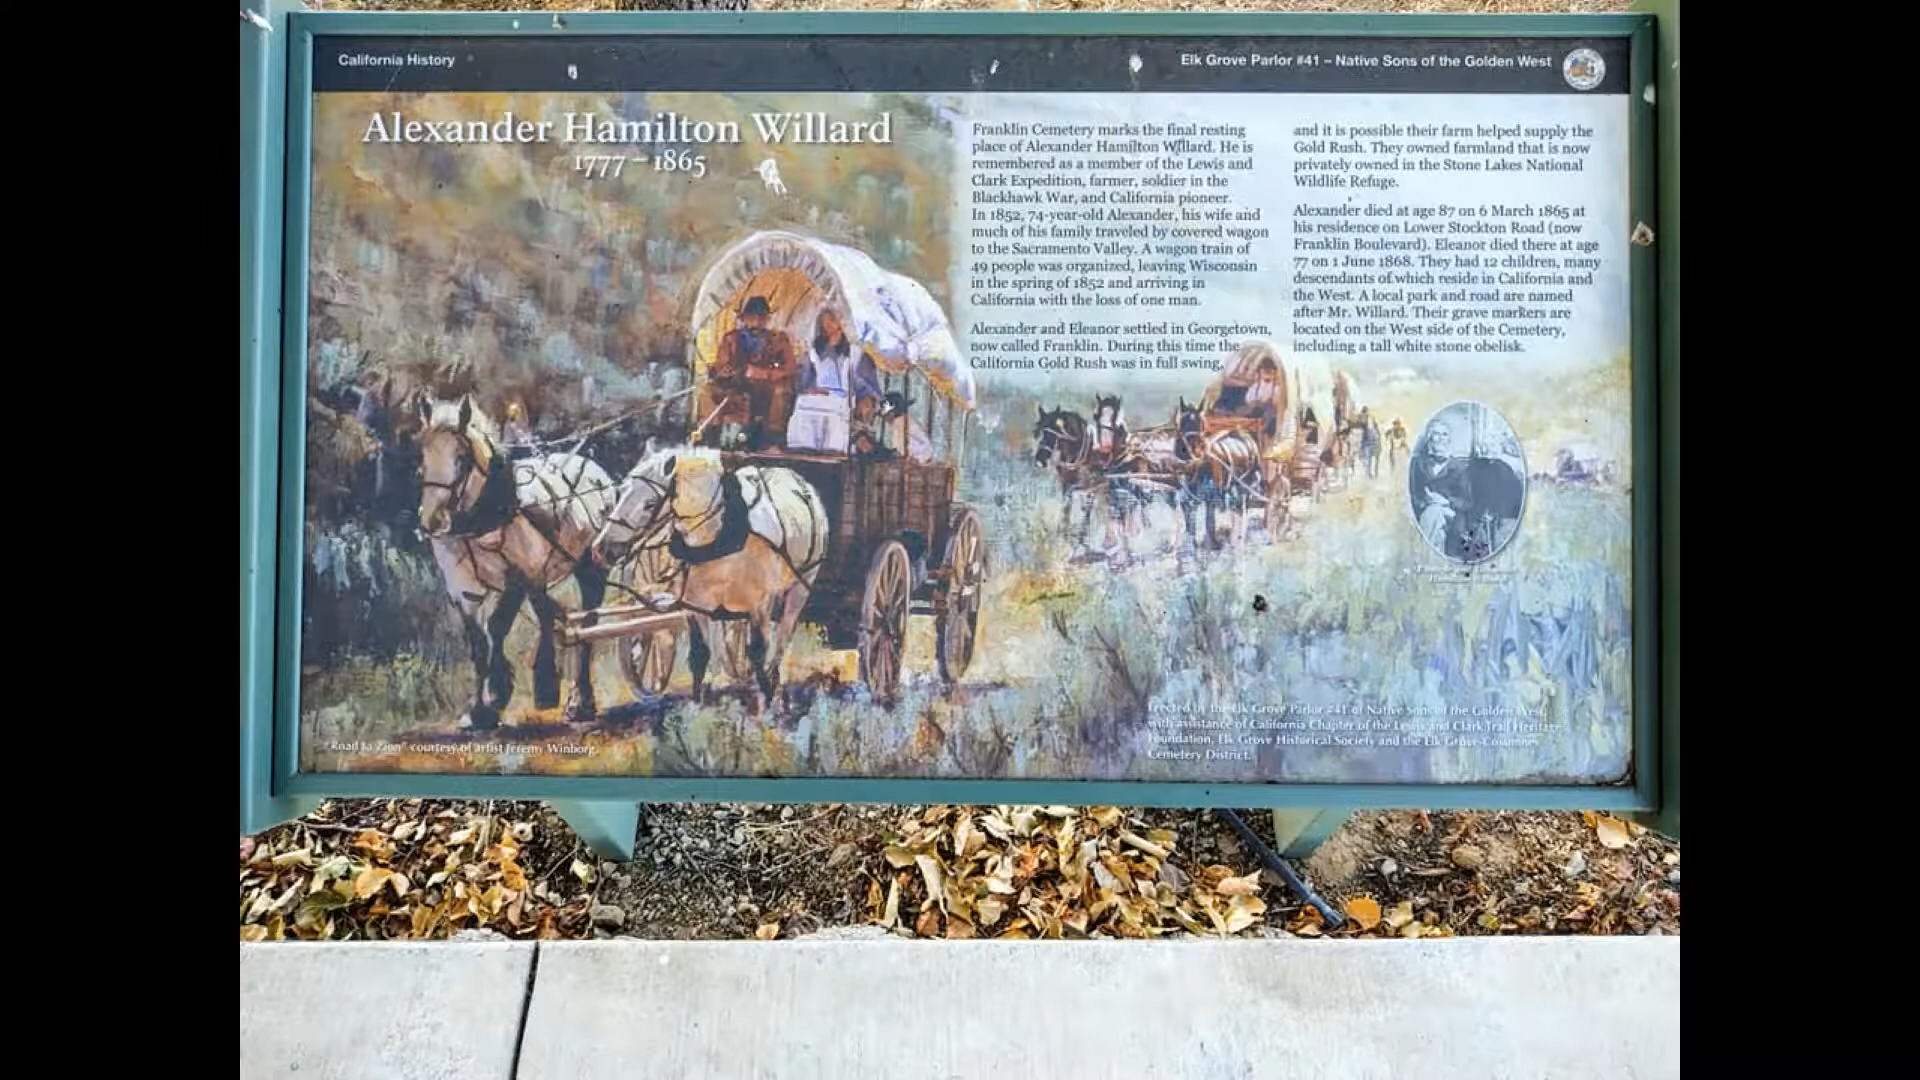 California History
Elk Grove Parlor #41 – Native Sons of the Golden West
Alexander Hamilton Willard
1777 – 1865
Franklin Cemetery marks the final resting
place of Alexander Hamilton Willard. He is
remembered as a member of the Lewis and
Clark Expedition, farmer, soldier in the
Blackhawk War, and California pioneer.
In 1852, 74-year-old Alexander, his wife and
much of his family traveled by covered wagon
to the Sacramento Valley. A wagon train of
49 people was organized, leaving Wisconsin
in the spring of 1852 and arriving in
California with the loss of one man.
Alexander and Eleanor settled in Georgetown,
now called Franklin. During this time the
California Gold Rush was in full swing,
and it is possible their farm helped supply the
Gold Rush. They owned farmland that is now
privately owned in the Stone Lakes National
Wildlife Refuge.
Alexander died at age 87 on 6 March 1865 at
his residence on Lower Stockton Road (now
Franklin Boulevard). Eleanor died there at age
77 on 1 June 1868. They had 12 children, many
descendants of which reside in California and
the West. A local park and road are named
after Mr. Willard. Their grave markers are
located on the West side of the Cemetery,
including a tall white stone obelisk.
"Road to Zion" courtesy of artist Jeremy Winborg.
Erected by the Elk Grove Parlor #41 of Native Sons of the Golden West,
with assistance of California Chapter of the Lewis and Clark Trail Heritage
Foundation, Elk Grove Historical Society and the Elk Grove-Cosumnes
Cemetery District.